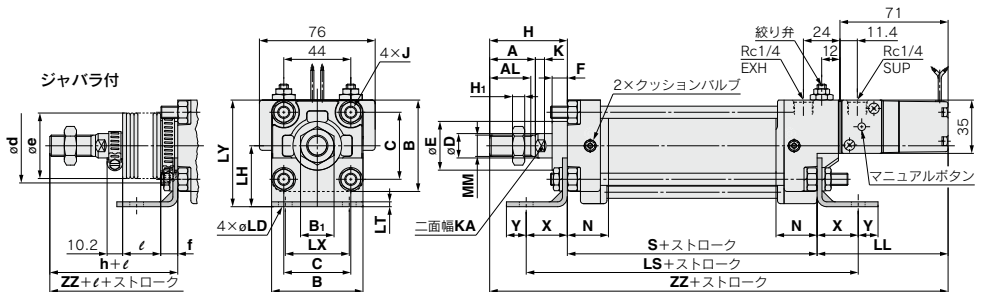 ジャバラ付
ød
øe
10.2
ℓ
f
h+ℓ
ZZ+ℓ+ストローク
76
44
4×J
LY
LH
C
B
LT
4×øLD
B1
LX
C
B
H
A
K
AL
F
H1
øE
øD
MM
二面幅KA
2×クッションバルブ
絞り弁
Rc1/4
EXH
24
12
71
11.4
Rc1/4
SUP
35
マニュアルボタン
Y
X
N
N
X
Y
S+ストローク
LL
LS+ストローク
ZZ+ストローク